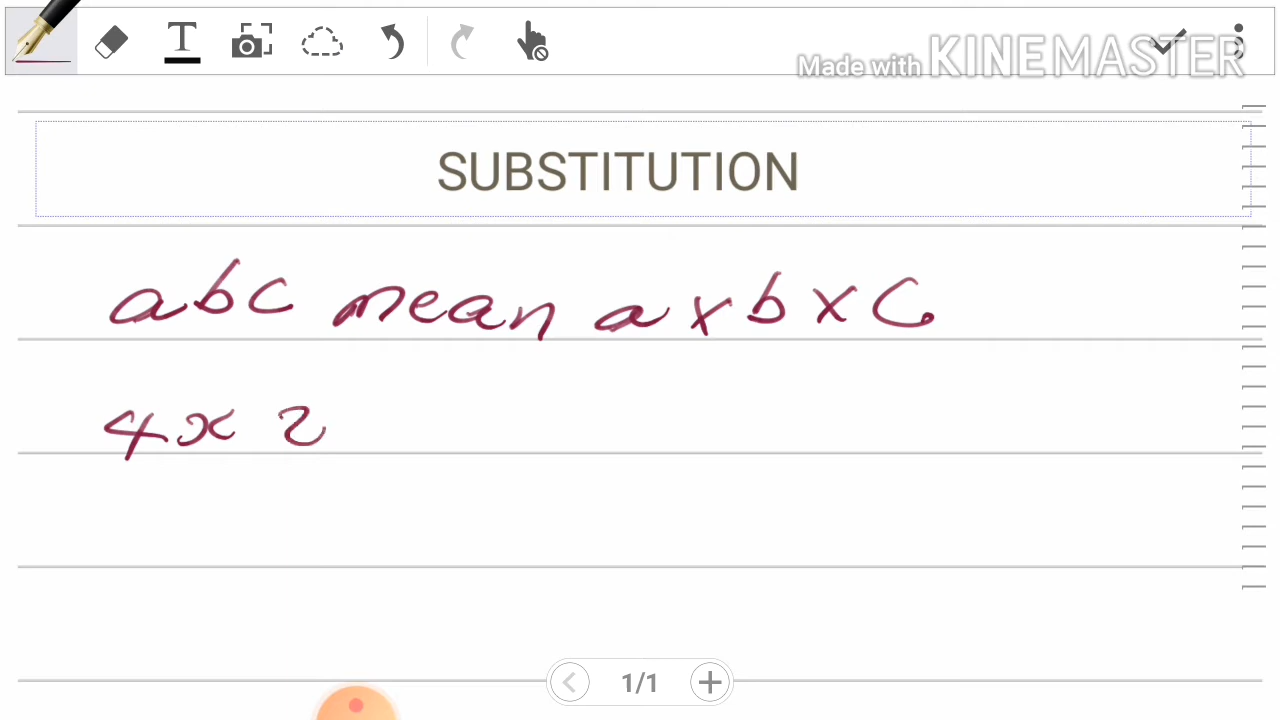 T
Made with KINEMASTER
SUBSTITUTION
abc mean a x b x c.
4x 2
1/1